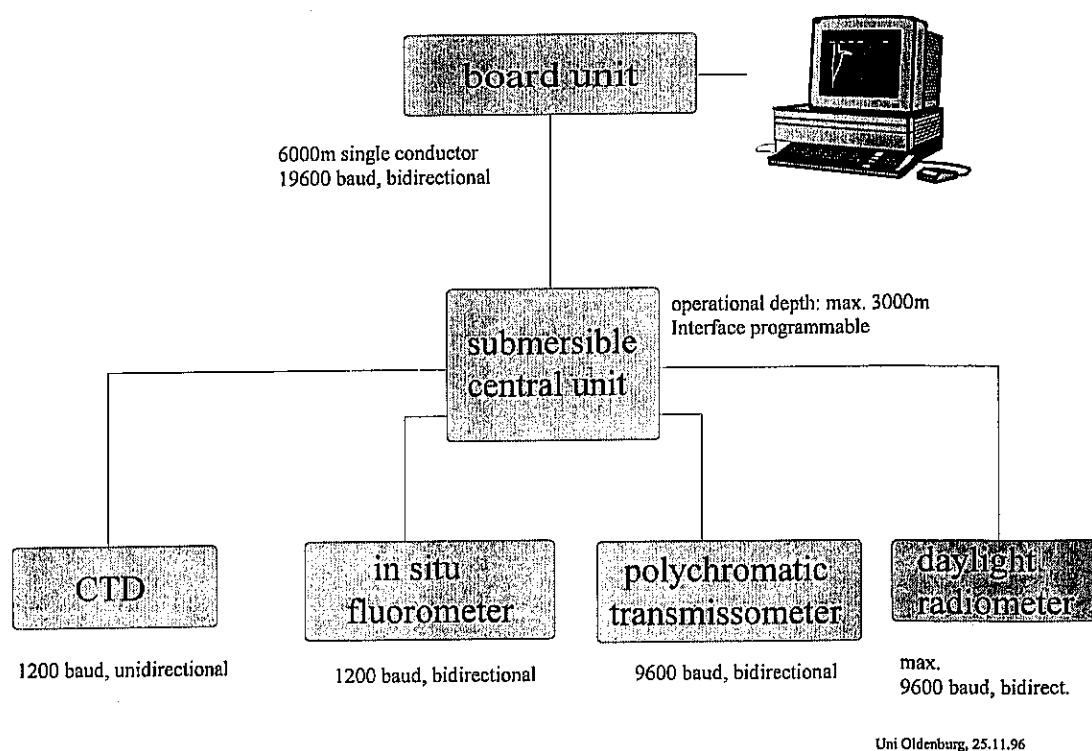 board unit
6000m single conductor
19600 baud, bidirectional
submersible
central unit
operational depth: max. 3000m
Interface programmable
CTD
1200 baud, unidirectional
in situ
fluorometer
1200 baud, bidirectional
polychromatic
transmissometer
9600 baud, bidirectional
daylight
radiometer
max.
9600 baud, bidirect.
Uni Oldenburg, 25.11.96